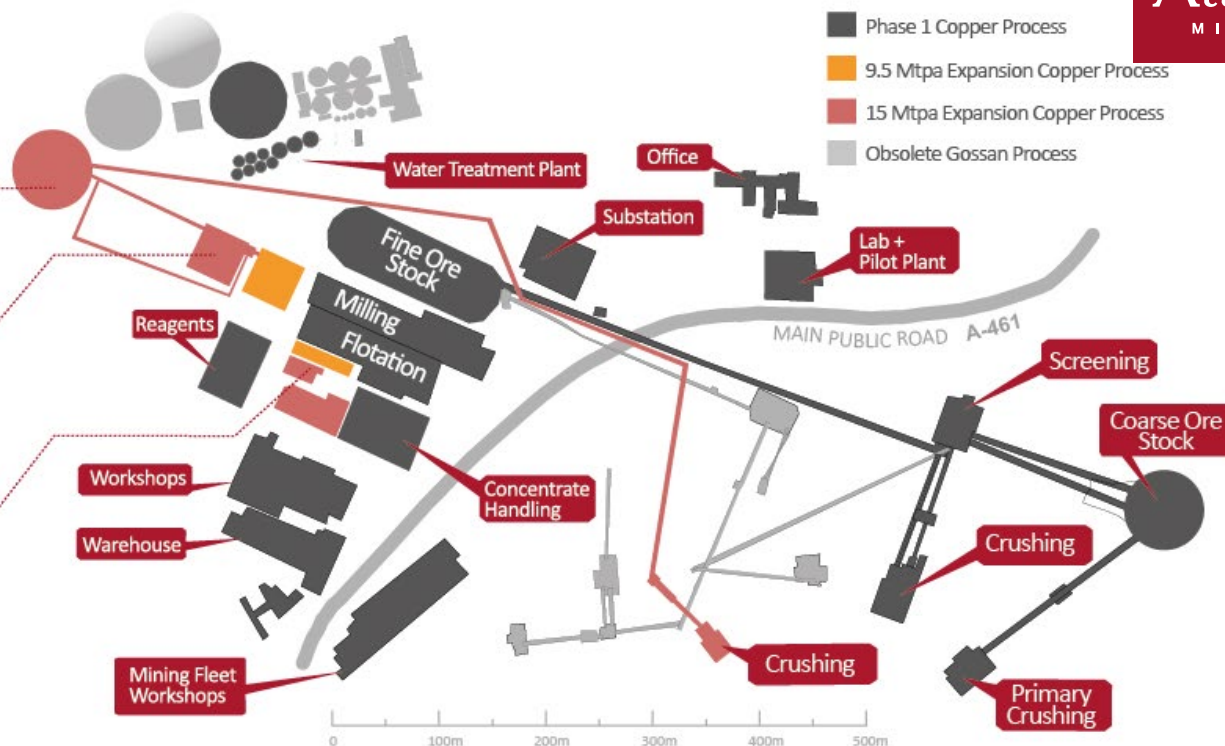 Phase 1 Copper Process
9.5 Mtpa Expansion Copper Process
15 Mtpa Expansion Copper Process
Obsolete Gossan Process
Water Treatment Plant
Office
Substation
Lab +
Pilot Plant
Fine Ore
Stock
Milling
Flotation
Reagents
MAIN PUBLIC ROAD A-461
Screening
Coarse Ore
Stock
Workshops
Concentrate
Handling
Warehouse
Crushing
Crushing
Mining Fleet
Workshops
Primary
Crushing
0 100m 200m 300m 400m 500m